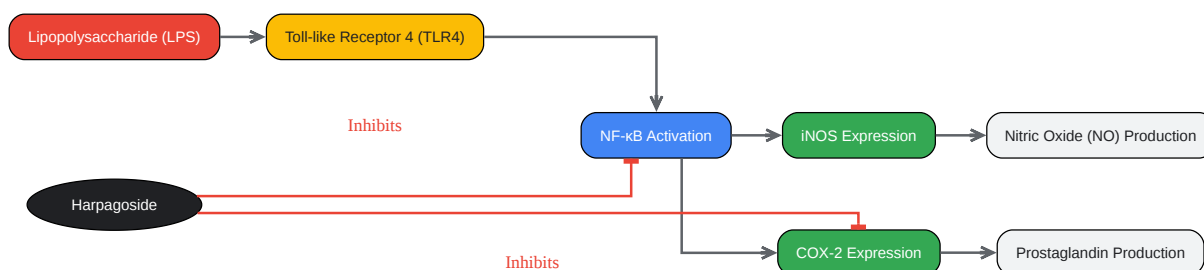 Lipopolysaccharide (LPS)
Toll-like Receptor 4 (TLR4)
Inhibits
NF-κB Activation
iNOS Expression
Nitric Oxide (NO) Production
Harpagoside
COX-2 Expression
Prostaglandin Production
Inhibits